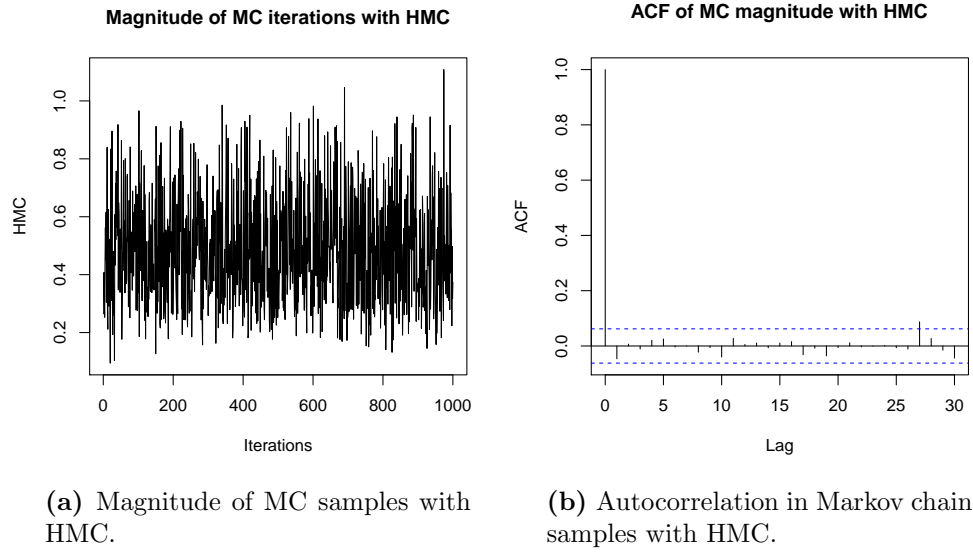 Magnitude of MC iterations with HMC
HMC
0.2 0.4 0.6 0.8 1.0
0 200 400 600 800 1000
Iterations
(a) Magnitude of MC samples with
HMC.
ACF of MC magnitude with HMC
ACF
0.0 0.2 0.4 0.6 0.8 1.0
0 5 10 15 20 25 30
Lag
(b) Autocorrelation in Markov chain
samples with HMC.